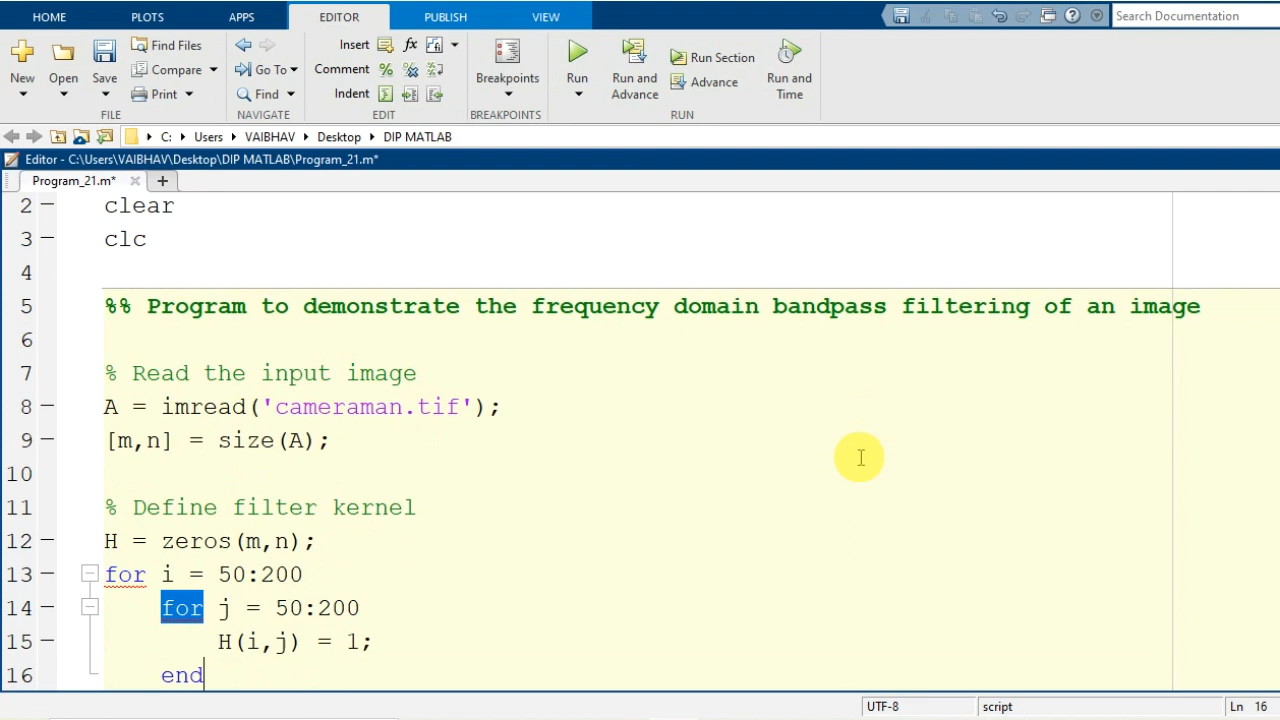 HOME PLOTS APPS EDITOR PUBLISH VIEW Search Documentation
New Open Save Find Files Compare Print
Insert fx Comment % Indent
Go To Find
Breakpoints Run Run and Advance Run Section Advance Run and Time
FILE NAVIGATE EDIT BREAKPOINTS RUN
C: Users VAIBHAV Desktop DIP MATLAB
Editor - C:\Users\VAIBHAV\Desktop\DIP MATLAB\Program_21.m*
Program_21.m* × +
2 — clear
3 — clc
4
5 %% Program to demonstrate the frequency domain bandpass filtering of an image
6
7 % Read the input image
8 — A = imread('cameraman.tif');
9 — [m,n] = size(A);
10
11 % Define filter kernel
12 — H = zeros(m,n);
13 — for i = 50:200
14 — for j = 50:200
15 — H(i,j) = 1;
16 — end
UTF-8 script Ln 16